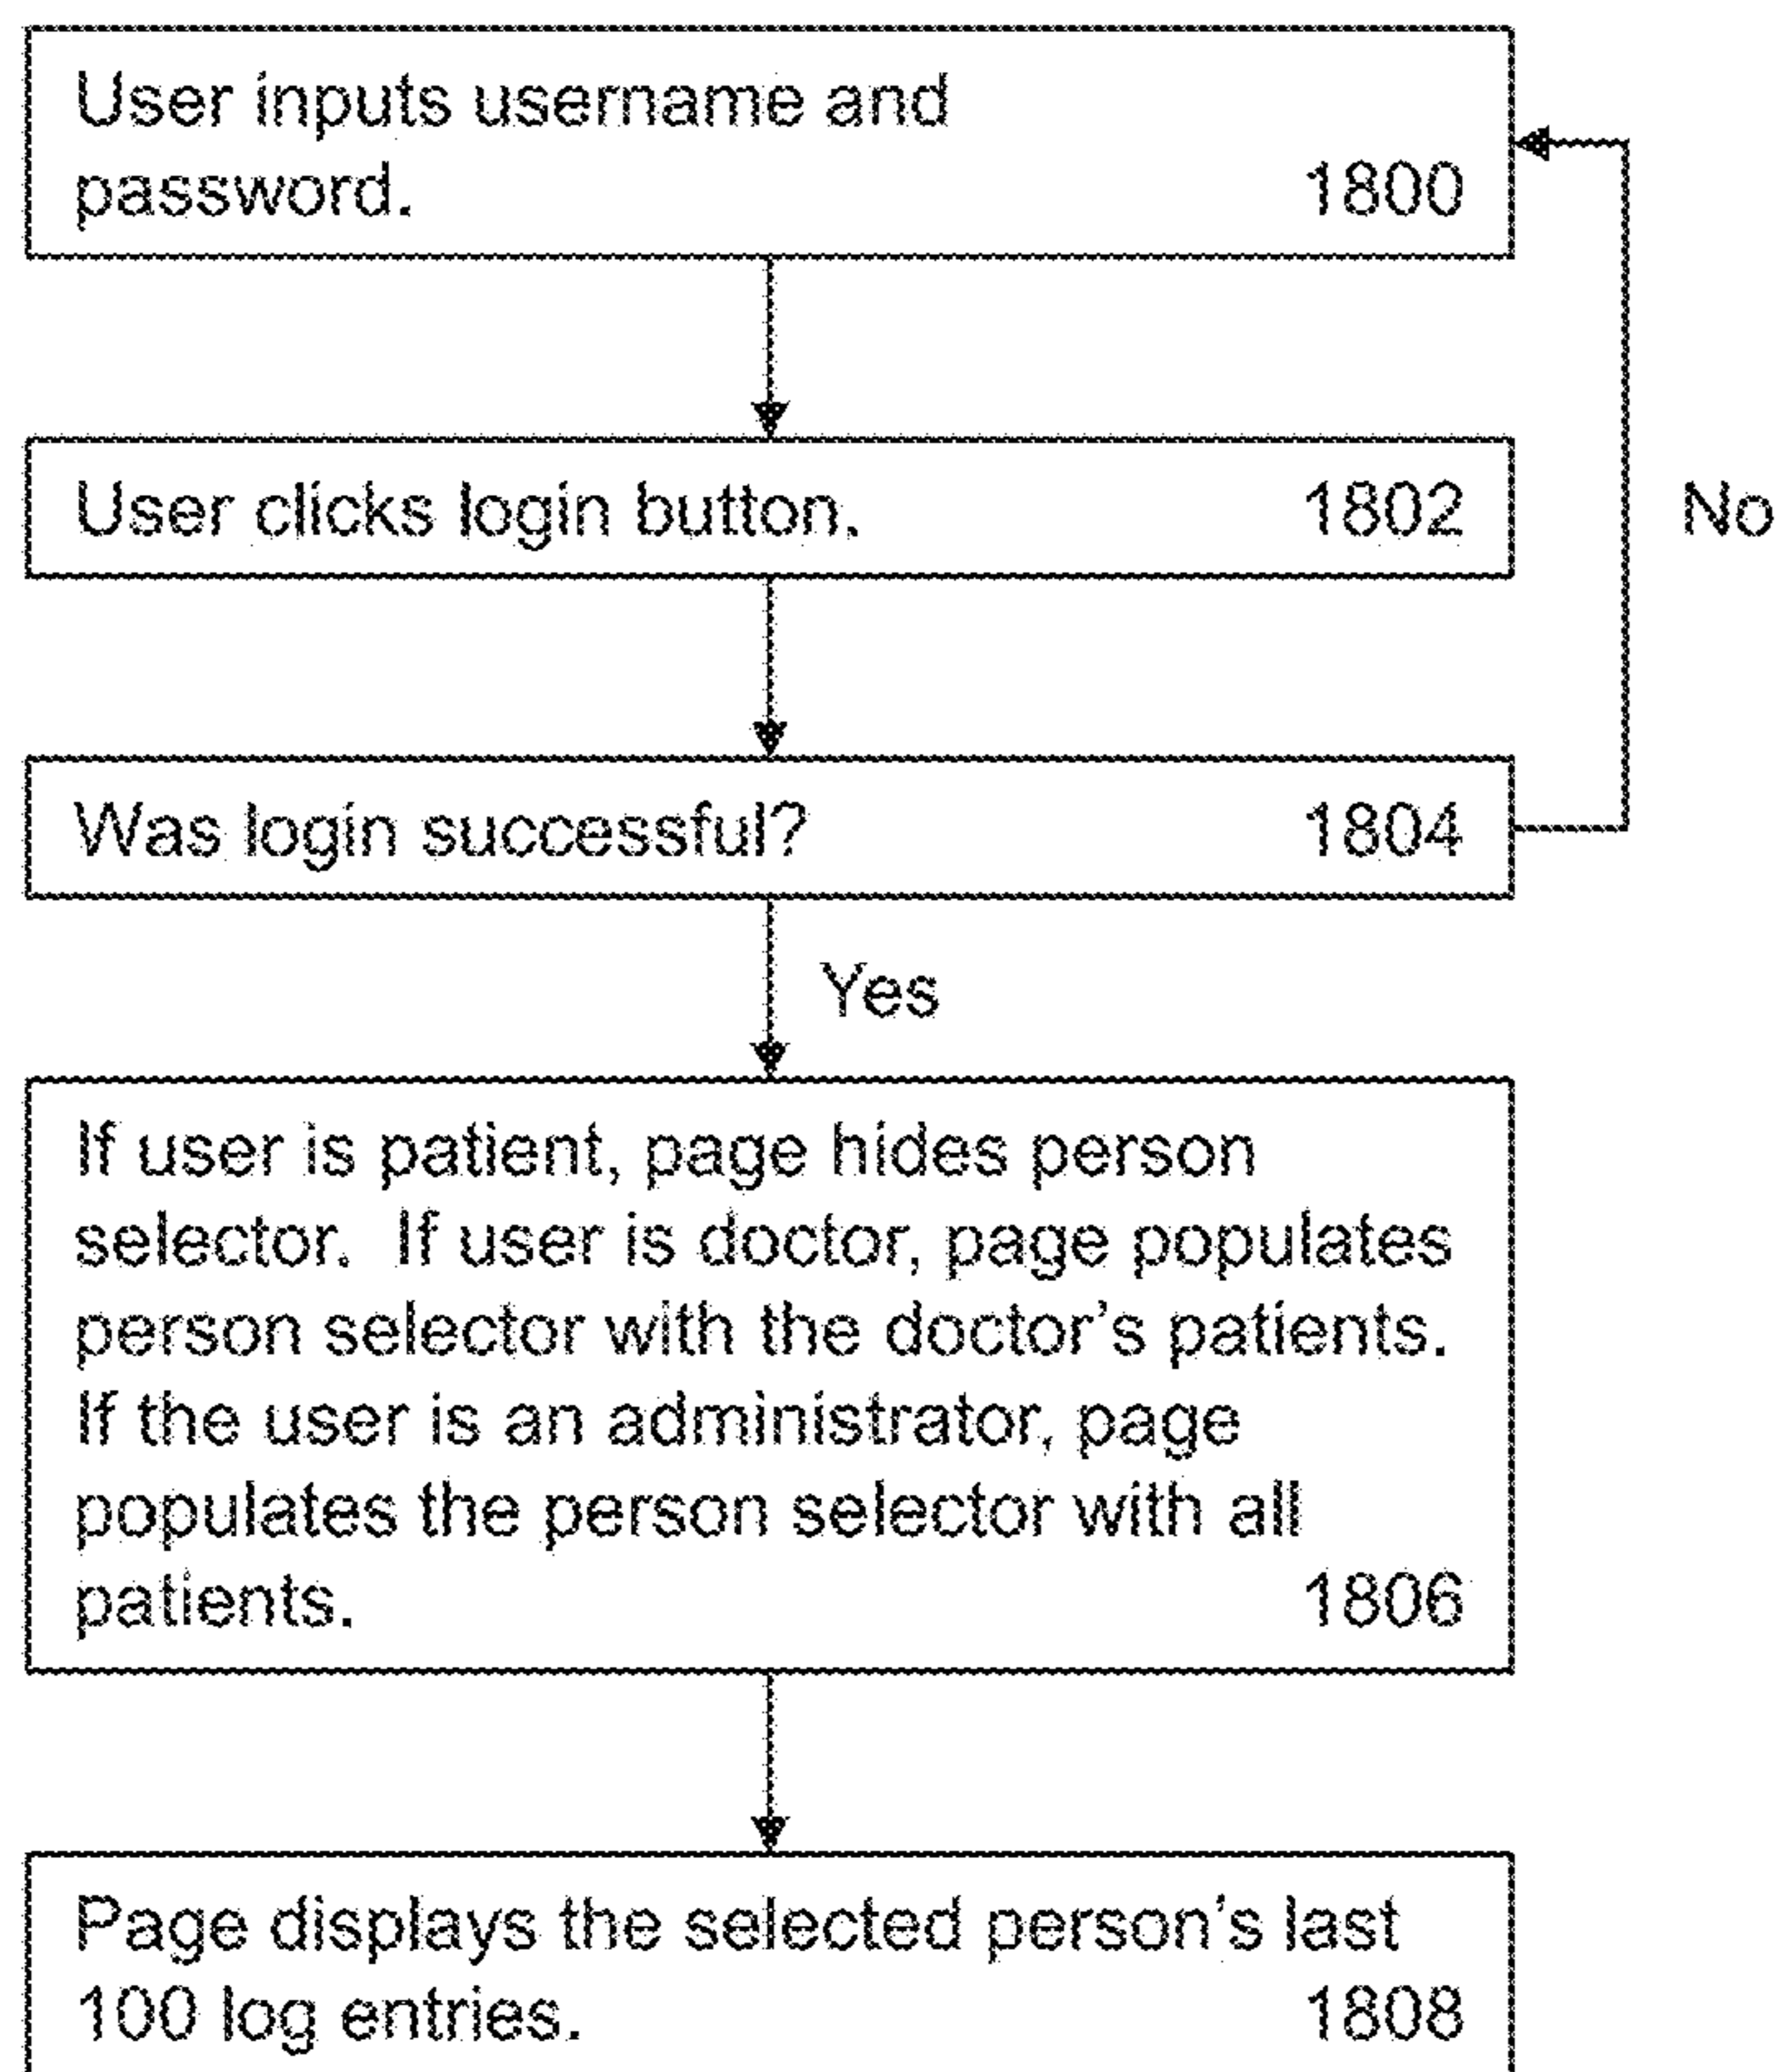 User inputs username and
password. 1800
User clicks login button. 1802
No
Was login successful? 1804
Yes
If user is patient, page hides person
selector. If user is doctor, page populates
person selector with the doctor's patients.
If the user is an administrator, page
populates the person selector with all
patients. 1806
Page displays the selected person's last
100 log entries. 1808